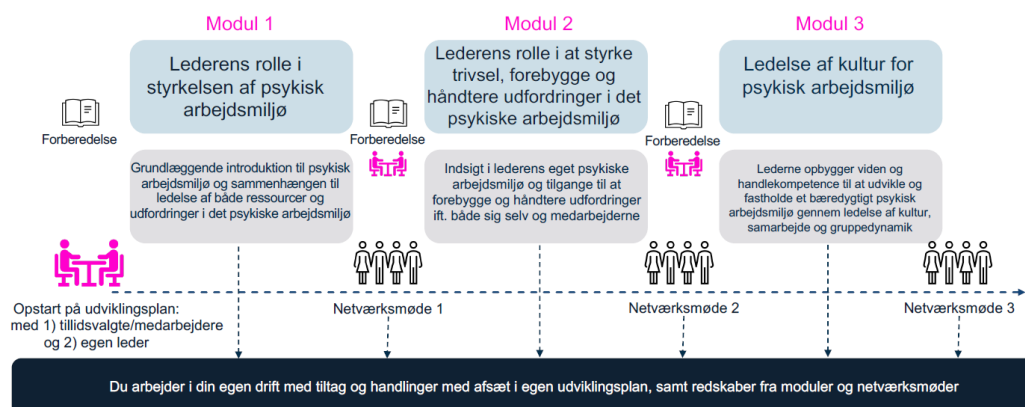 Modul 1
Modul 2
Modul 3
Lederens rolle i
styrkelsen af psykisk
arbejdsmiljø
Lederens rolle i at styrke
trivsel, forebygge og
håndtere udfordringer i det
psykiske arbejdsmiljø
Ledelse af kultur for
psykisk arbejdsmiljø
Forberedelse
Forberedelse
Forberedelse
Grundlæggende introduktion til psykisk
arbejdsmiljø og sammenhængen til
ledelse af både ressourcer og
udfordringer i det psykiske arbejdsmiljø
Indsigt i lederens eget psykiske
arbejdsmiljø og tilgange til at
forebygge og håndtere udfordringer
ift. både sig selv og medarbejderne
Lederne opbygger viden og
handlekompetence til at udvikle og
fastholde et bæredygtigt psykisk
arbejdsmiljø gennem ledelse af kultur,
samarbejde og gruppedynamik
Opstart på udviklingsplan:
med 1) tillidsvalgte/medarbejdere
og 2) egen leder
Netværksmøde 1
Netværksmøde 2
Netværksmøde 3
Du arbejder i din egen drift med tiltag og handlinger med afsæt i egen udviklingsplan, samt redskaber fra moduler og netværksmøder